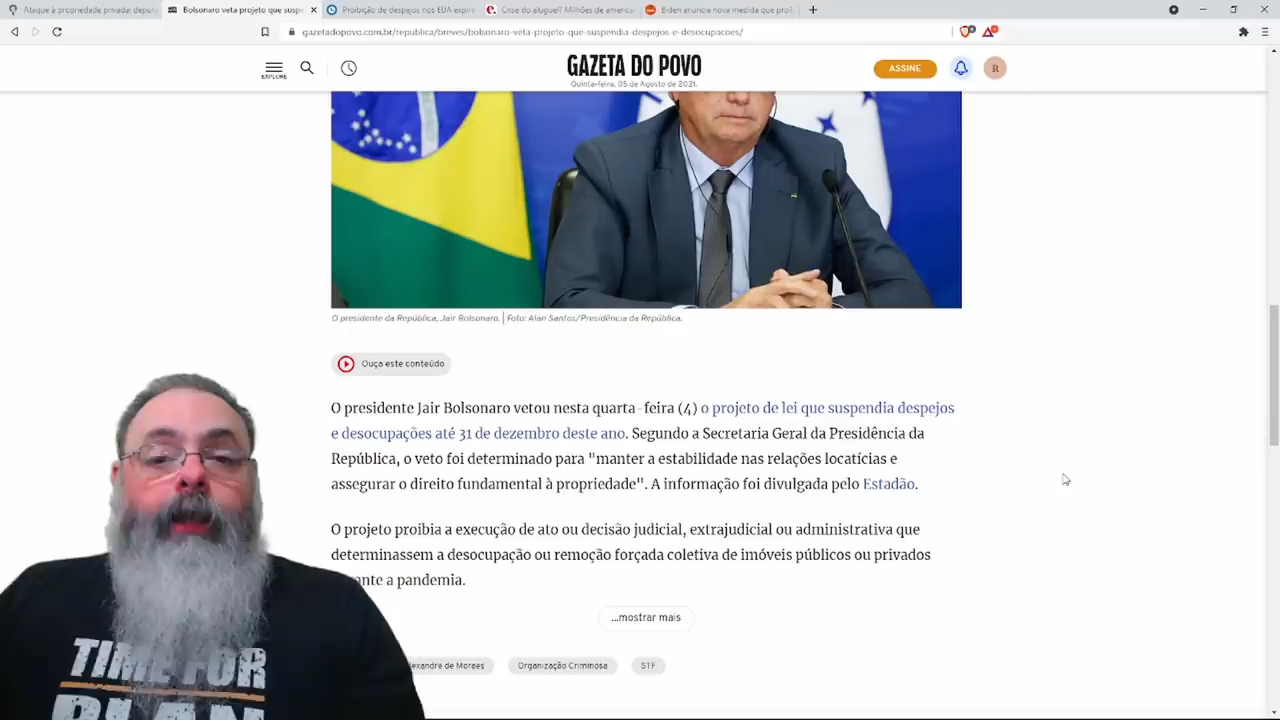 Ataque à propriedade privada: deput
Bolsonaro veta projeto que suspe
Proibição de despejos nos EUA expira
Crise do aluguel? Milhões de america
Biden anuncia nova medida que proí
gazetadopovo.com.br/republica/breves/bolsonaro-veta-projeto-que-suspendia-despejos-e-desocupacoes/
EXPLORE
GAZETA DO POVO
Quinta-feira, 05 de Agosto de 2021.
ASSINE
R
O presidente da República, Jair Bolsonaro. | Foto: Alan Santos/Presidência da República.
Ouça este conteúdo
O presidente Jair Bolsonaro vetou nesta quarta-feira (4) o projeto de lei que suspendia despejos
e desocupações até 31 de dezembro deste ano. Segundo a Secretaria Geral da Presidência da
República, o veto foi determinado para "manter a estabilidade nas relações locatícias e
assegurar o direito fundamental à propriedade". A informação foi divulgada pelo Estadão.
O projeto proibia a execução de ato ou decisão judicial, extrajudicial ou administrativa que
determinassem a desocupação ou remoção forçada coletiva de imóveis públicos ou privados
ante a pandemia.
...mostrar mais
lexandre de Moraes
Organização Criminosa
STF
TIME FOR
PLAN